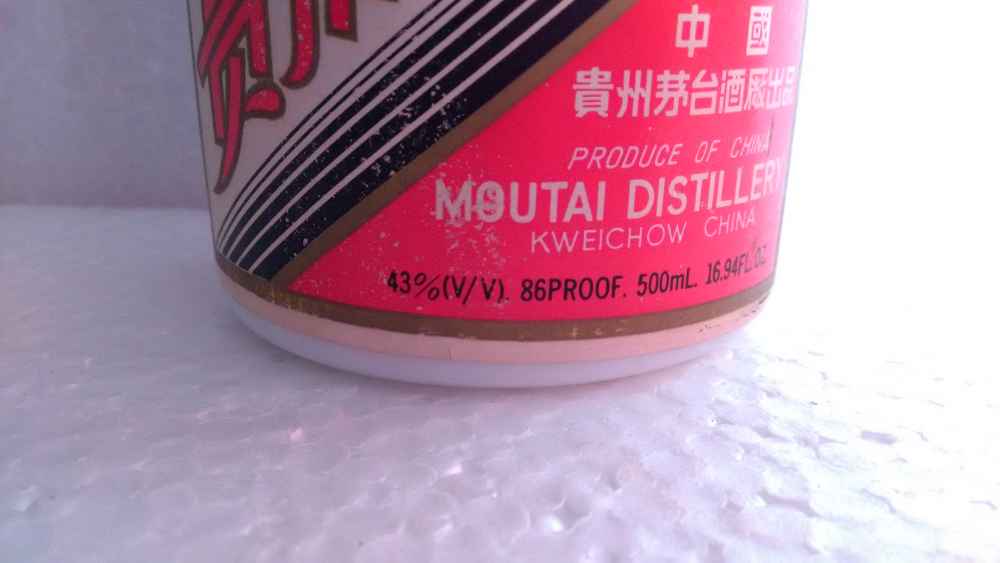 中國
貴州茅台酒廠出品
PRODUCE OF CHINA
MOUTAI DISTILLERY
KWEICHOW CHINA
43%(V/V). 86PROOF. 500mL. 16.94FL.OZ